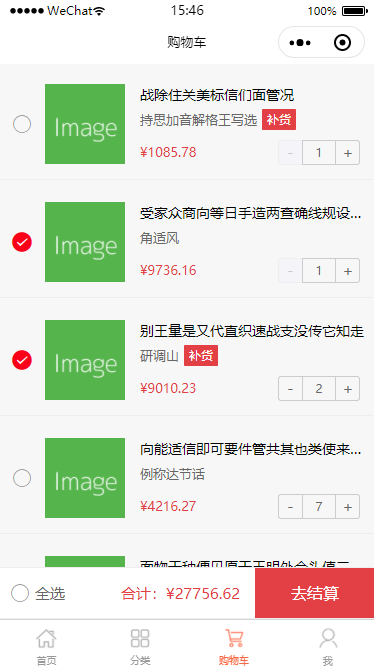 WeChat 15:46 100%
购物车
战除住关美标信们面管况
Image
持思加音解格王写选 补货
¥1085.78 - 1 +
受家众商向等日手造两查确线规设...
Image
角适风
¥9736.16 - 1 +
别王量是又代直织速战支没传它知走
Image
研调山 补货
¥9010.23 - 2 +
向能适信即可要件管共其也类使来...
Image
例称达节话
¥4216.27 - 7 +
全选 合计：¥27756.62 去结算
首页 分类 购物车 我